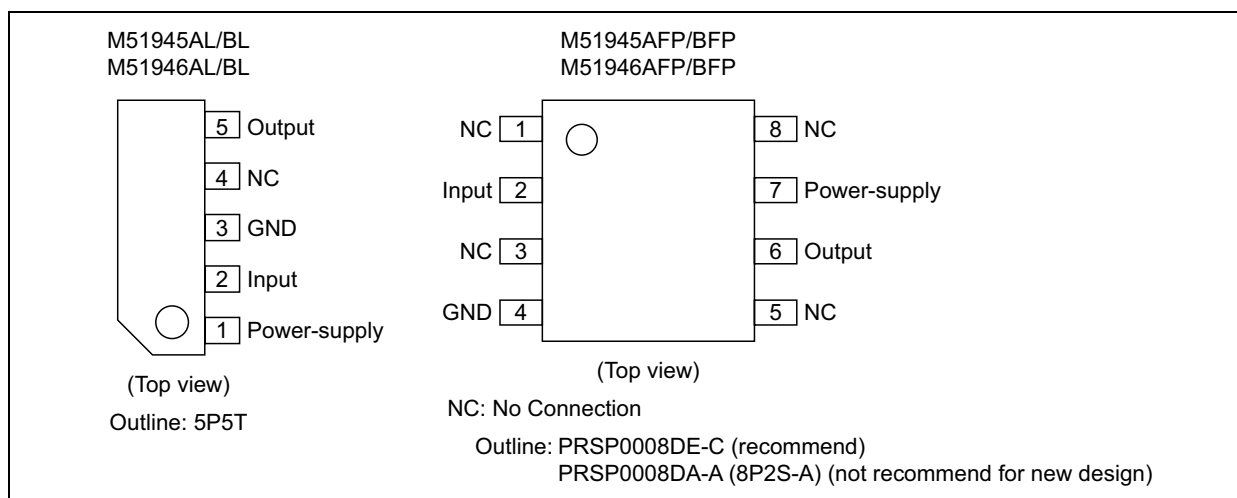 M51945AL/BL
M51946AL/BL
5 Output
4 NC
3 GND
2 Input
1 Power-supply
(Top view)
Outline: 5P5T
M51945AFP/BFP
M51946AFP/BFP
NC 1
8 NC
Input 2
7 Power-supply
NC 3
6 Output
GND 4
5 NC
(Top view)
NC: No Connection
Outline: PRSP0008DE-C (recommend)
PRSP0008DA-A (8P2S-A) (not recommend for new design)